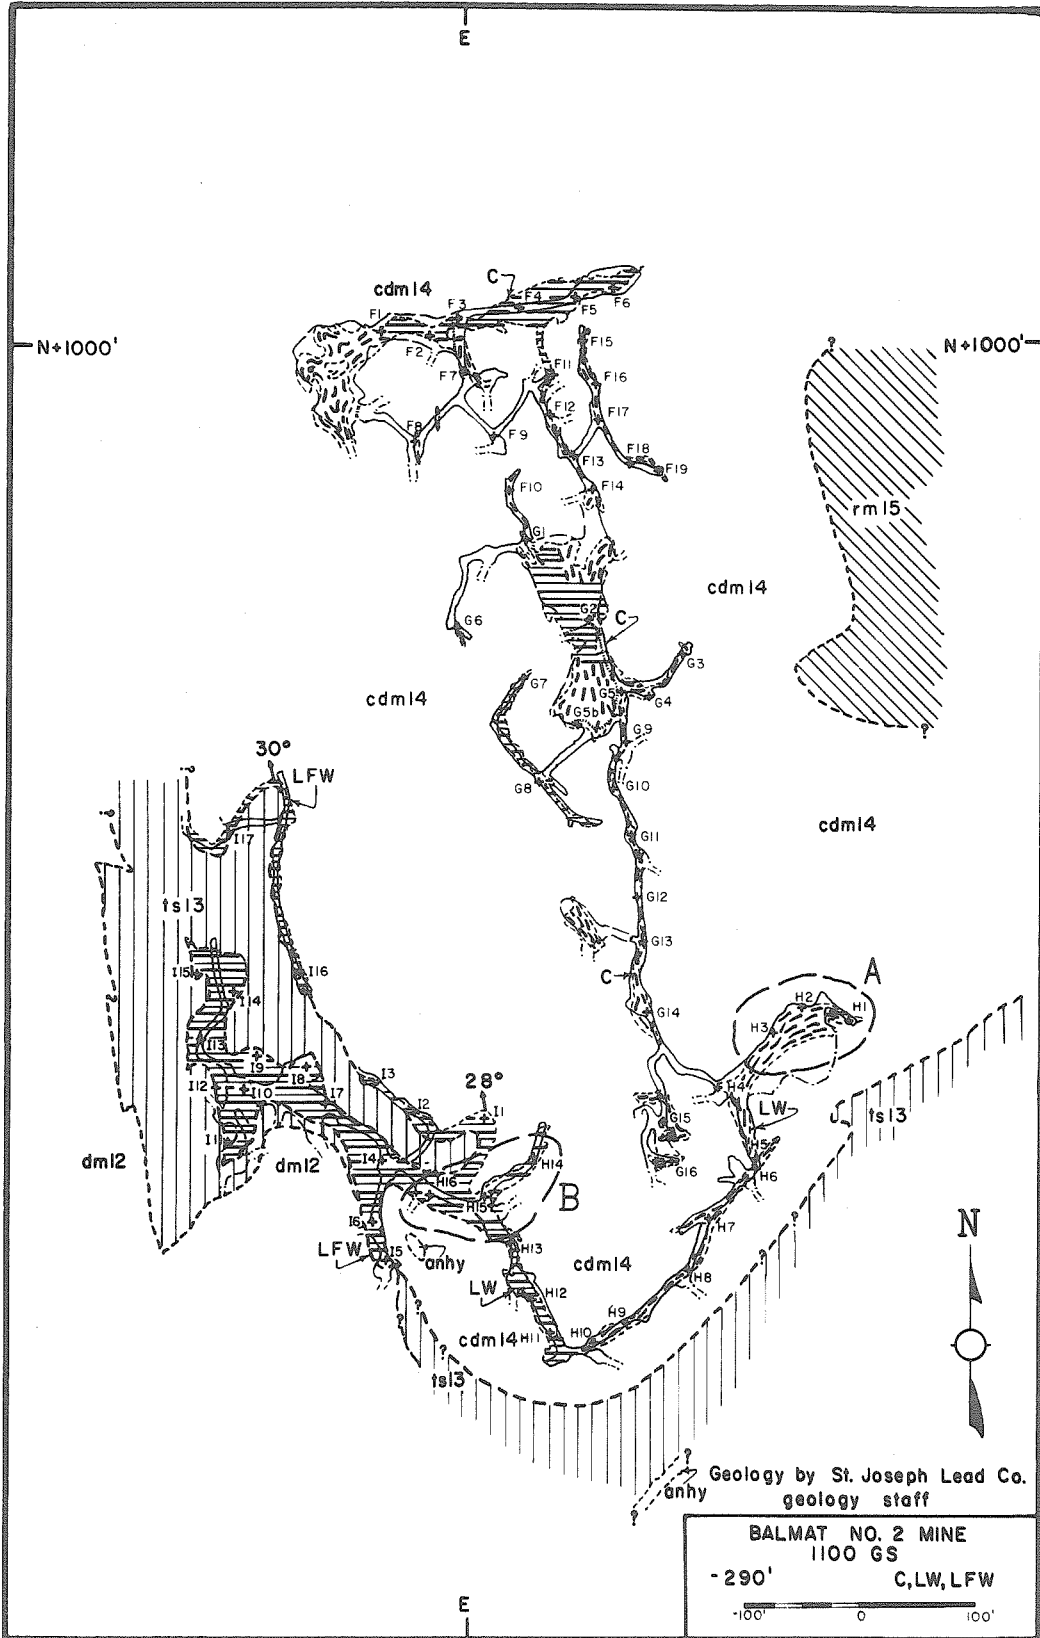 E
C
cdm14
F1
F3
F4
F5
F6
N+1000'
F2
F15
N+1000'
?
F7
F11
F16
F12
F17
F8
F9
F13
F18
F19
F10
F14
rm15
G1
cdm14
G2
C
G6
G3
G7
G5
G4
cdm14
G5b
G9
?
30°
LFW
G8
G10
?
?
I17
G11
cdm14
ts13
G12
G13
A
I15
I16
C
H2
H1
I14
G14
H3
I13
I9
I3
28°
I8
I12
I10
I7
I2
I1
H4
LW
?
ts13
I1
G15
H5
dm12
dm12
I4
H14
G16
H6
H16
B
H15
?
I6
H7
?
N
H13
LFW
I5
anhy
cdm14
?
H8
LW
H12
?
cdm14
H9
H11
H10
?
ts13
?
anhy
?
Geology by St. Joseph Lead Co.
geology staff
BALMAT NO. 2 MINE
1100 GS
-290' C,LW,LFW
-100' 0 100'
E